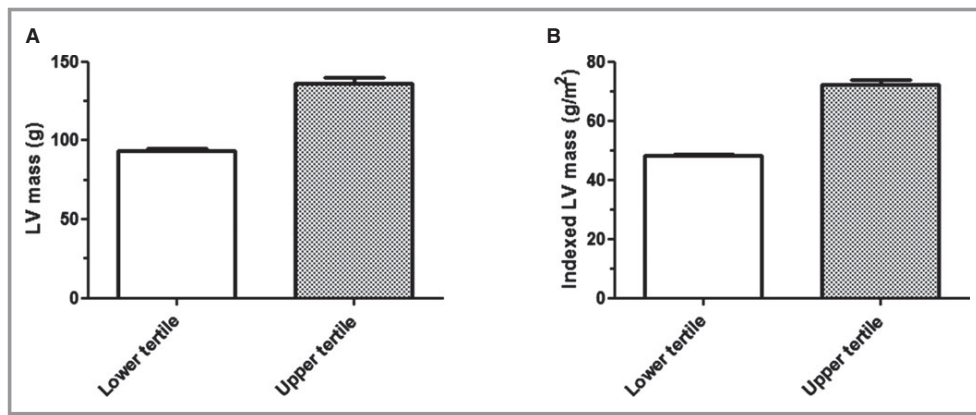 A
LV mass (g)
150
100
50
0
Lower tertile
Upper tertile
B
Indexed LV mass (g/m²)
80
60
40
20
0
Lower tertile
Upper tertile